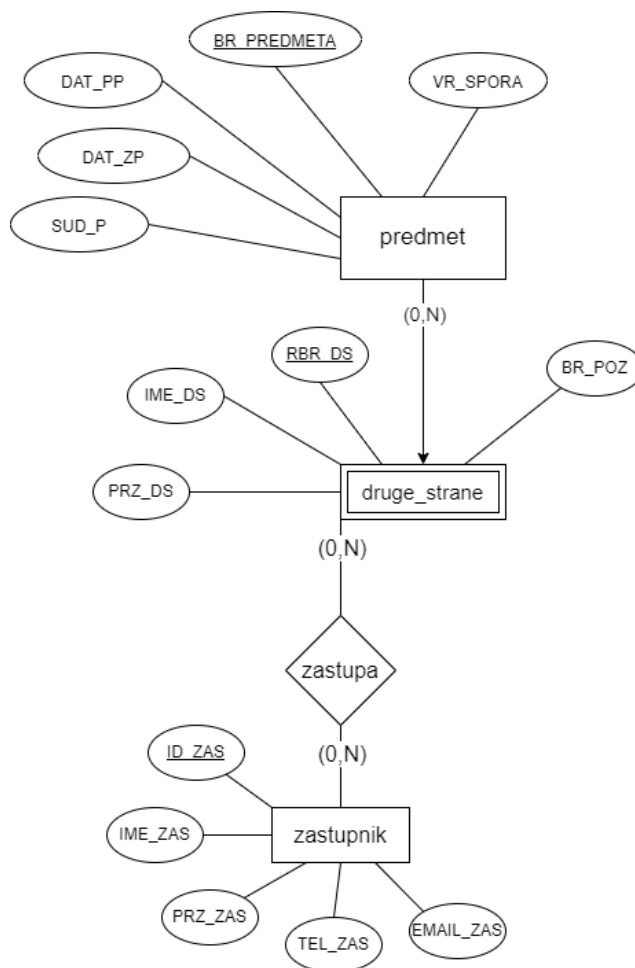 BR_PREDMETA
DAT_PP
VR_SPORA
DAT_ZP
SUD_P
predmet
(0,N)
RBR_DS
BR_POZ
IME_DS
PRZ_DS
druge_strane
(0,N)
zastupa
ID_ZAS
(0,N)
IME_ZAS
zastupnik
PRZ_ZAS
TEL_ZAS
EMAIL_ZAS